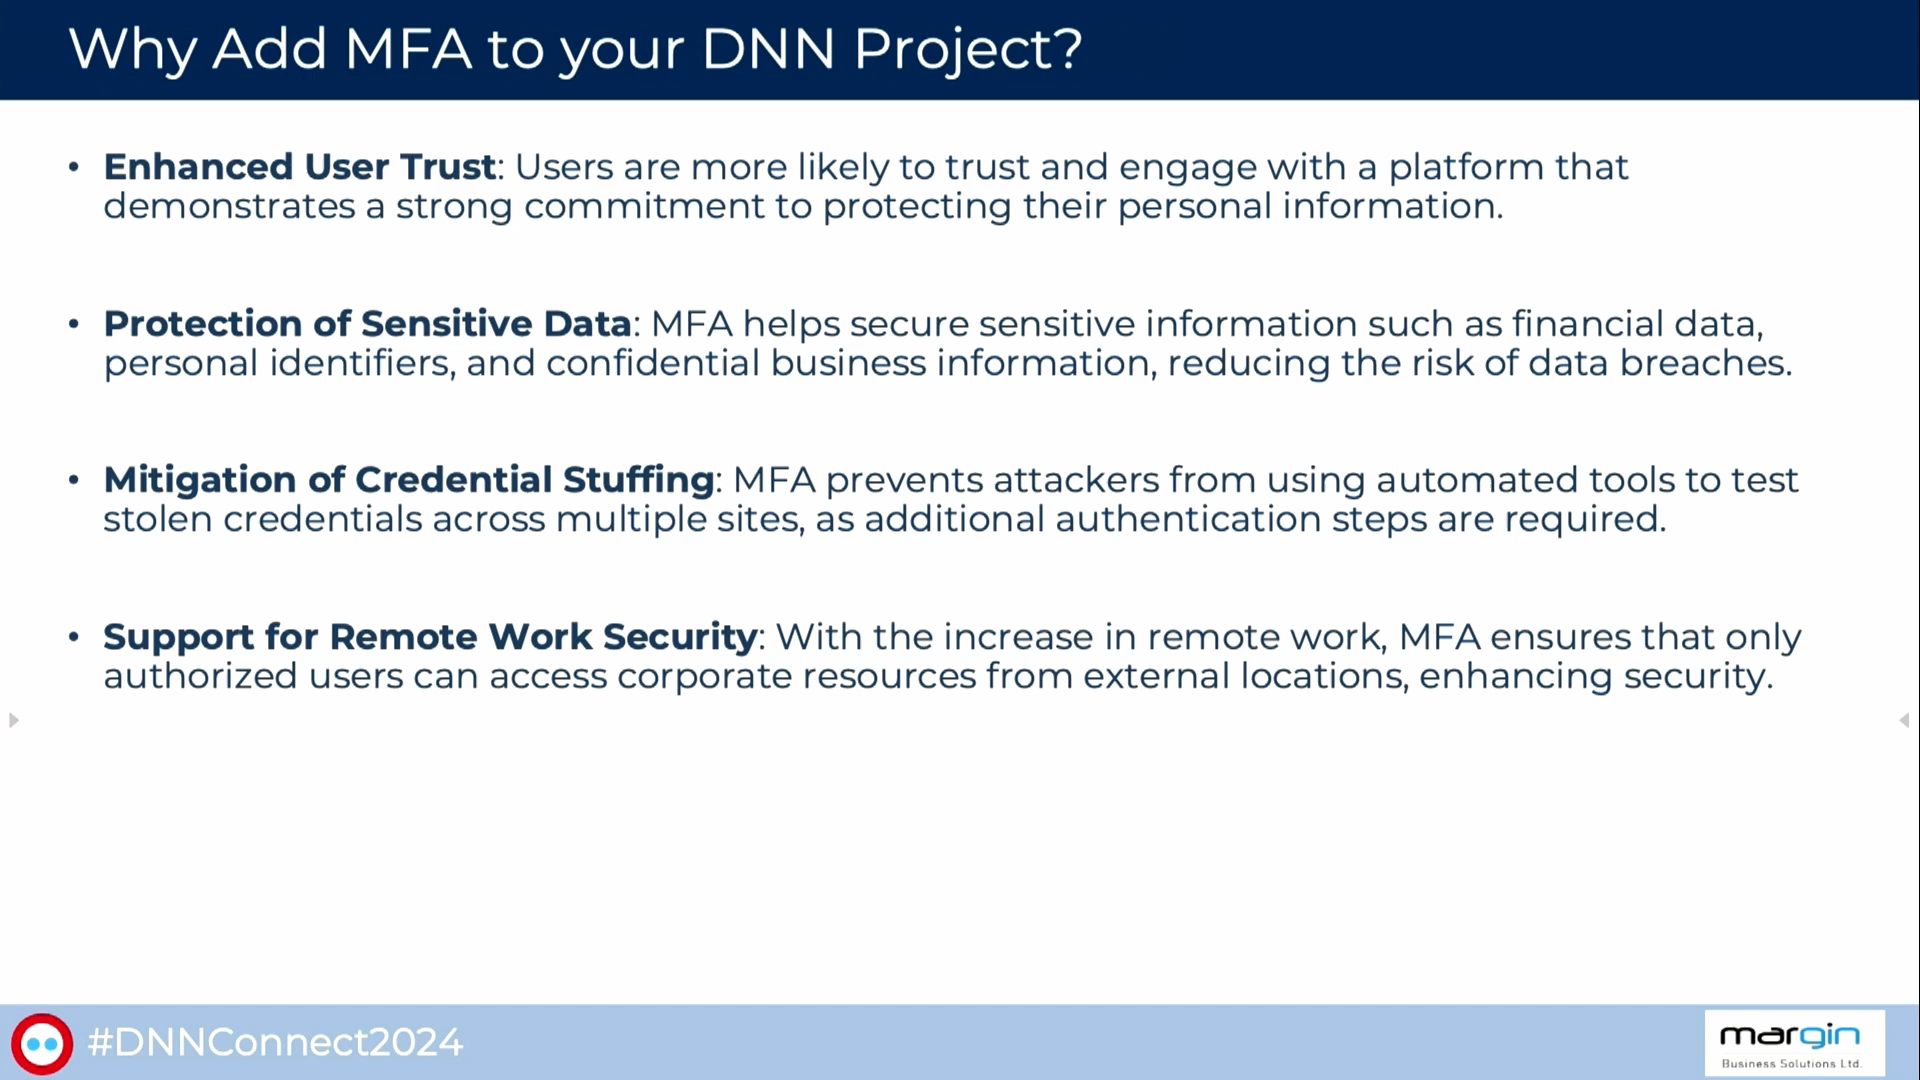 Why Add MFA to your DNN Project?
• Enhanced User Trust: Users are more likely to trust and engage with a platform that
demonstrates a strong commitment to protecting their personal information.
• Protection of Sensitive Data: MFA helps secure sensitive information such as financial data,
personal identifiers, and confidential business information, reducing the risk of data breaches.
• Mitigation of Credential Stuffing: MFA prevents attackers from using automated tools to test
stolen credentials across multiple sites, as additional authentication steps are required.
• Support for Remote Work Security: With the increase in remote work, MFA ensures that only
authorized users can access corporate resources from external locations, enhancing security.
#DNNConnect2024
margin
Business Solutions Ltd.